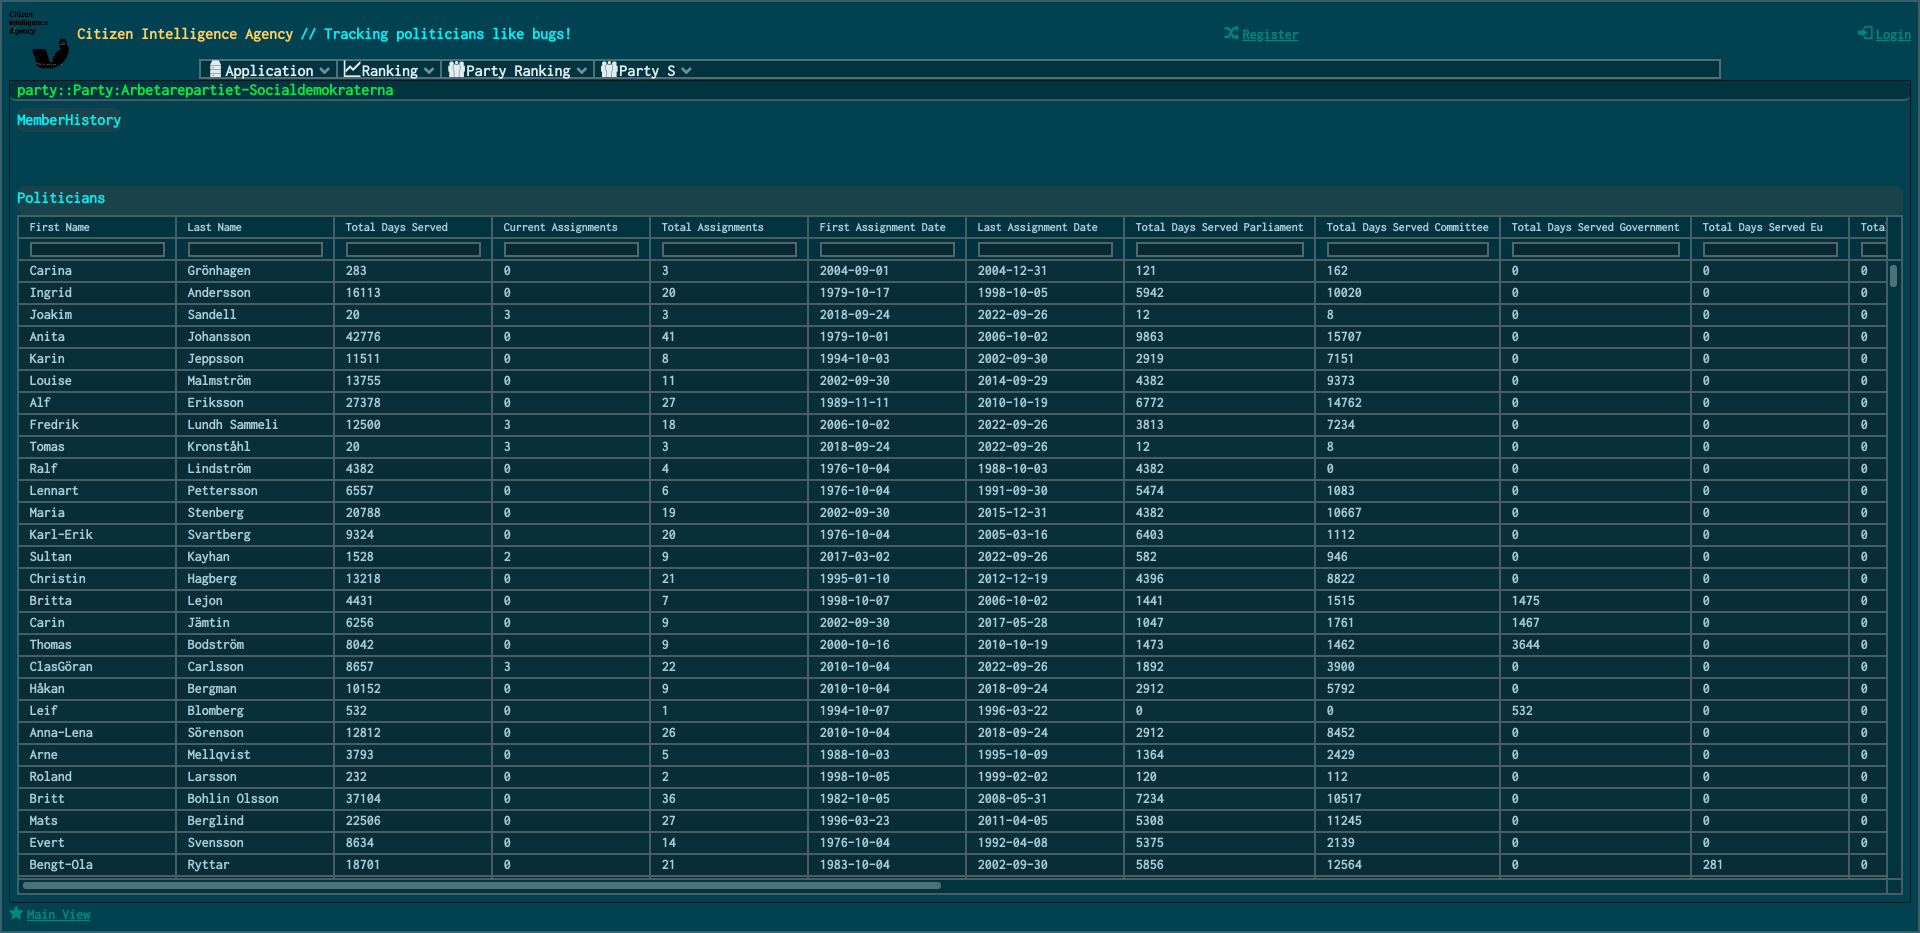 Citizen
Intelligence
Agency
Citizen Intelligence Agency // Tracking politicians like bugs!
Register
Login
Application Ranking Party Ranking Party S
party::Party:Arbetarepartiet-Socialdemokraterna
MemberHistory
Politicians
First Name Last Name Total Days Served Current Assignments Total Assignments First Assignment Date Last Assignment Date Total Days Served Parliament Total Days Served Committee Total Days Served Government Total Days Served Eu Tota
Carina Grönhagen 283 0 3 2004-09-01 2004-12-31 121 162 0 0 0
Ingrid Andersson 16113 0 20 1979-10-17 1998-10-05 5942 10020 0 0 0
Joakim Sandell 20 3 3 2018-09-24 2022-09-26 12 8 0 0 0
Anita Johansson 42776 0 41 1979-10-01 2006-10-02 9863 15707 0 0 0
Karin Jeppsson 11511 0 8 1994-10-03 2002-09-30 2919 7151 0 0 0
Louise Malmström 13755 0 11 2002-09-30 2014-09-29 4382 9373 0 0 0
Alf Eriksson 27378 0 27 1989-11-11 2010-10-19 6772 14762 0 0 0
Fredrik Lundh Sammeli 12500 3 18 2006-10-02 2022-09-26 3813 7234 0 0 0
Tomas Kronståhl 20 3 3 2018-09-24 2022-09-26 12 8 0 0 0
Ralf Lindström 4382 0 4 1976-10-04 1988-10-03 4382 0 0 0 0
Lennart Pettersson 6557 0 6 1976-10-04 1991-09-30 5474 1083 0 0 0
Maria Stenberg 20788 0 19 2002-09-30 2015-12-31 4382 10667 0 0 0
Karl-Erik Svartberg 9324 0 20 1976-10-04 2005-03-16 6403 1112 0 0 0
Sultan Kayhan 1528 2 9 2017-03-02 2022-09-26 582 946 0 0 0
Christin Hagberg 13218 0 21 1995-01-10 2012-12-19 4396 8822 0 0 0
Britta Lejon 4431 0 7 1998-10-07 2006-10-02 1441 1515 1475 0 0
Carin Jämtin 6256 0 9 2002-09-30 2017-05-28 1047 1761 1467 0 0
Thomas Bodström 8042 0 9 2000-10-16 2010-10-19 1473 1462 3644 0 0
ClasGöran Carlsson 8657 3 22 2010-10-04 2022-09-26 1892 3900 0 0 0
Håkan Bergman 10152 0 9 2010-10-04 2018-09-24 2912 5792 0 0 0
Leif Blomberg 532 0 1 1994-10-07 1996-03-22 0 0 532 0 0
Anna-Lena Sörenson 12812 0 26 2010-10-04 2018-09-24 2912 8452 0 0 0
Arne Mellqvist 3793 0 5 1988-10-03 1995-10-09 1364 2429 0 0 0
Roland Larsson 232 0 2 1998-10-05 1999-02-02 120 112 0 0 0
Britt Bohlin Olsson 37104 0 36 1982-10-05 2008-05-31 7234 10517 0 0 0
Mats Berglind 22506 0 27 1996-03-23 2011-04-05 5308 11245 0 0 0
Evert Svensson 8634 0 14 1976-10-04 1992-04-08 5375 2139 0 0 0
Bengt-Ola Ryttar 18701 0 21 1983-10-04 2002-09-30 5856 12564 0 281 0
Main View